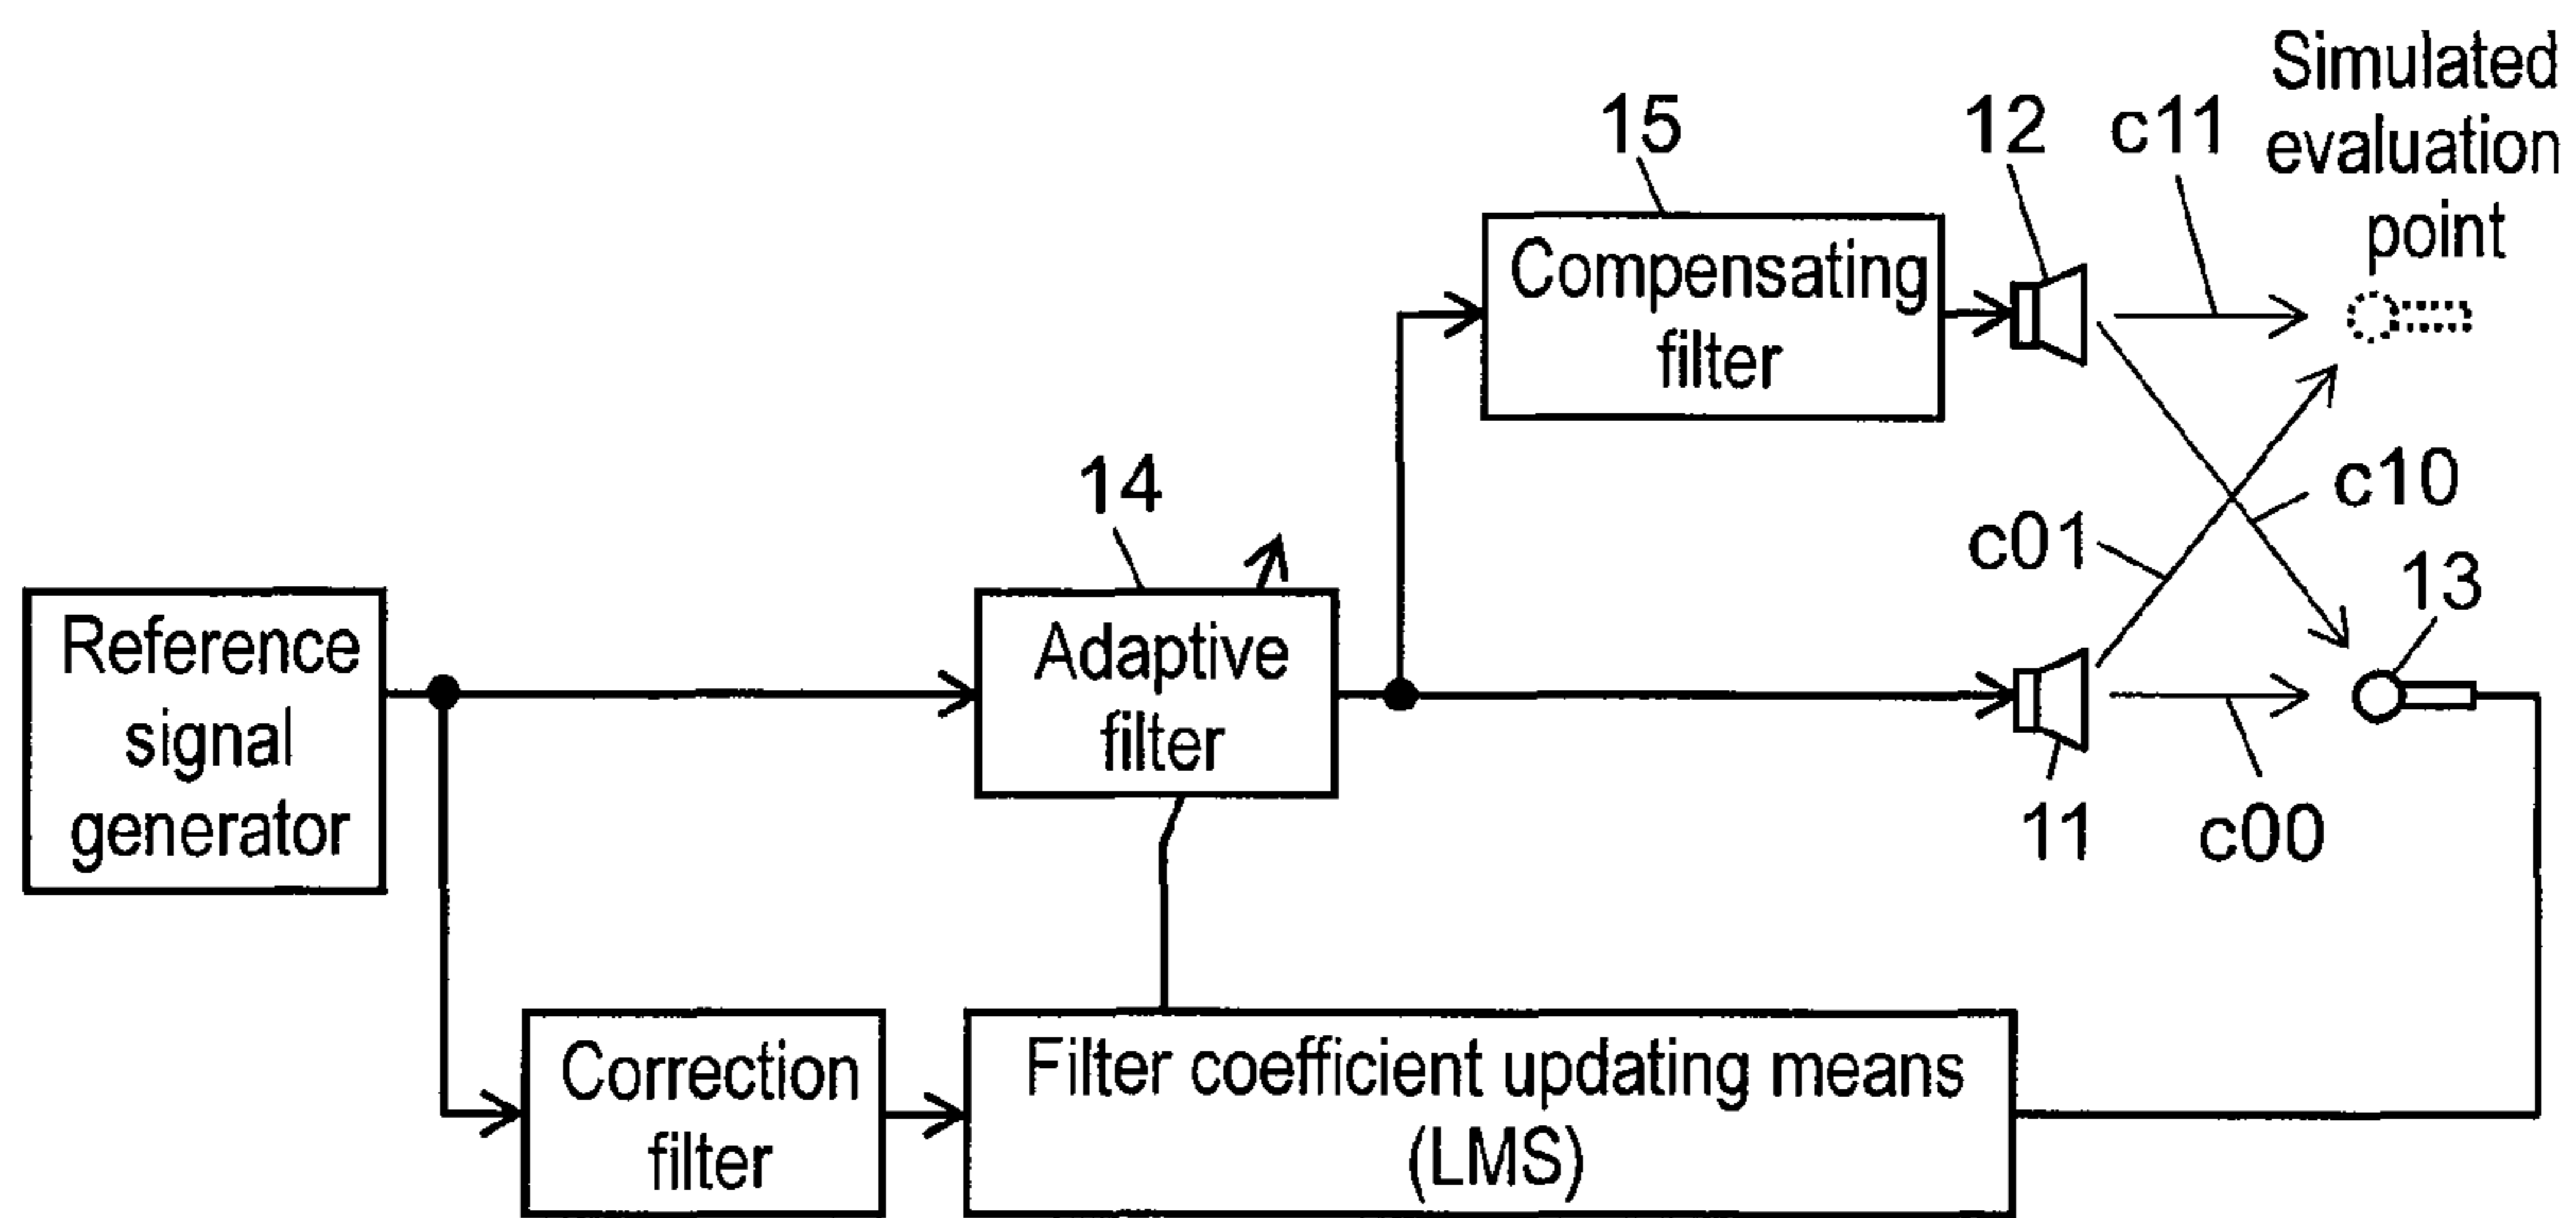 Simulated
evaluation
point
15
12
c11
Compensating
filter
14
c10
c01
13
Reference
signal
generator
Adaptive
filter
11
c00
Correction
filter
Filter coefficient updating means
(LMS)